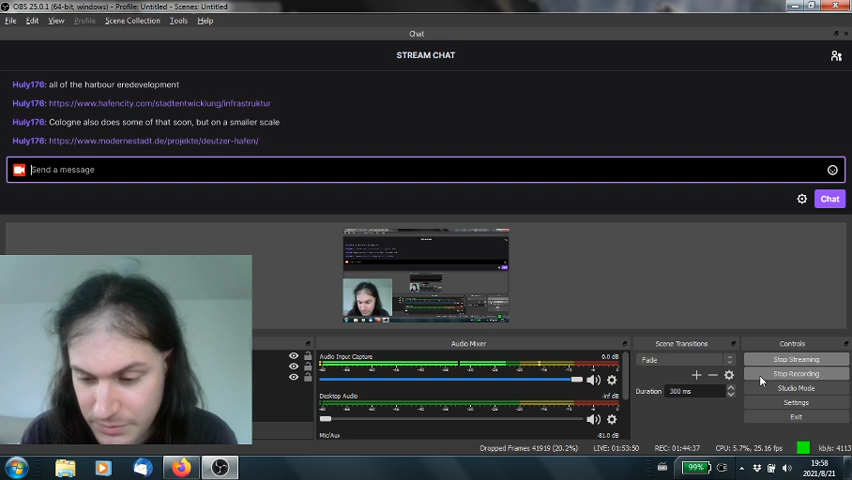 OBS 25.0.1 (64-bit, windows) - Profile: Untitled - Scenes: Untitled
File Edit View Profile Scene Collection Tools Help
Chat
STREAM CHAT
Huly176: all of the harbour eredevelopment
Huly176: https://www.hafencity.com/stadtentwicklung/infrastruktur
Huly176: Cologne also does some of that soon, but on a smaller scale
Huly176: https://www.modernestadt.de/projekte/deutzer-hafen/
Send a message
Chat
Audio Mixer
Scene Transitions
Controls
Audio Input Capture 0.0 dB
Fade
Stop Streaming
Stop Recording
Duration 300 ms
Studio Mode
Desktop Audio -inf dB
Settings
Exit
Mic/Aux -81.0 dB
Dropped Frames 41919 (20.2%) LIVE: 01:53:50 REC: 01:44:37 CPU: 5.7%, 25.16 fps kb/s: 4113
99%
19:58
2021/8/21